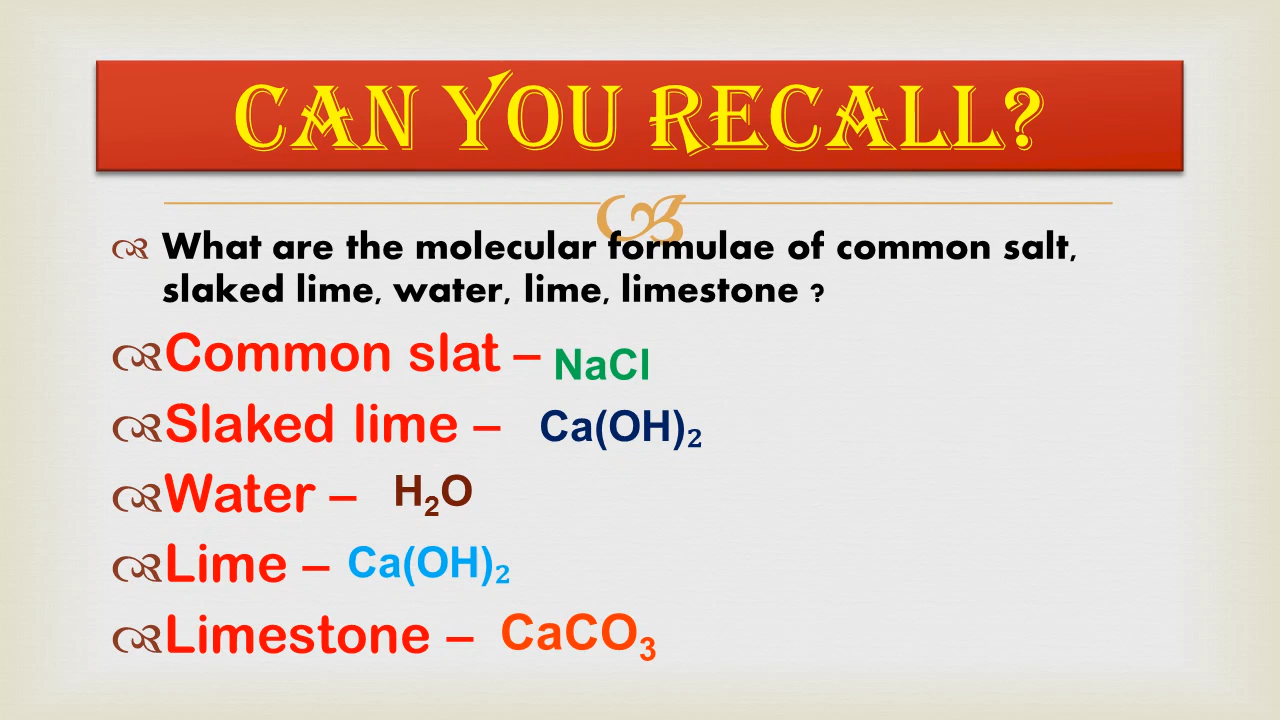 CAN YOU RECALL?
What are the molecular formulae of common salt,
slaked lime, water, lime, limestone ?
Common slat – NaCl
Slaked lime – Ca(OH)₂
Water – H₂O
Lime – Ca(OH)₂
Limestone – CaCO₃